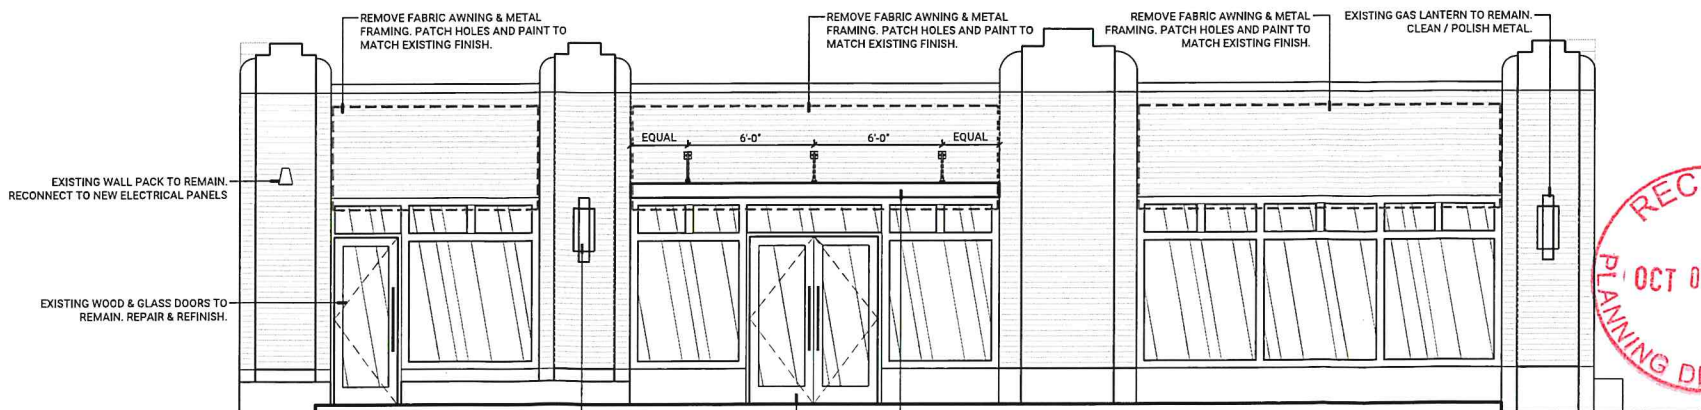 REMOVE FABRIC AWNING & METAL
FRAMING. PATCH HOLES AND PAINT TO
MATCH EXISTING FINISH.
REMOVE FABRIC AWNING & METAL
FRAMING. PATCH HOLES AND PAINT TO
MATCH EXISTING FINISH.
REMOVE FABRIC AWNING & METAL
FRAMING. PATCH HOLES AND PAINT TO
MATCH EXISTING FINISH.
EXISTING GAS LANTERN TO REMAIN.
CLEAN / POLISH METAL.
EQUAL
6'-0"
6'-0"
EQUAL
EXISTING WALL PACK TO REMAIN.
RECONNECT TO NEW ELECTRICAL PANELS
EXISTING WOOD & GLASS DOORS TO
REMAIN. REPAIR & REFINISH.
REC
OCT 0
PLANNING DE